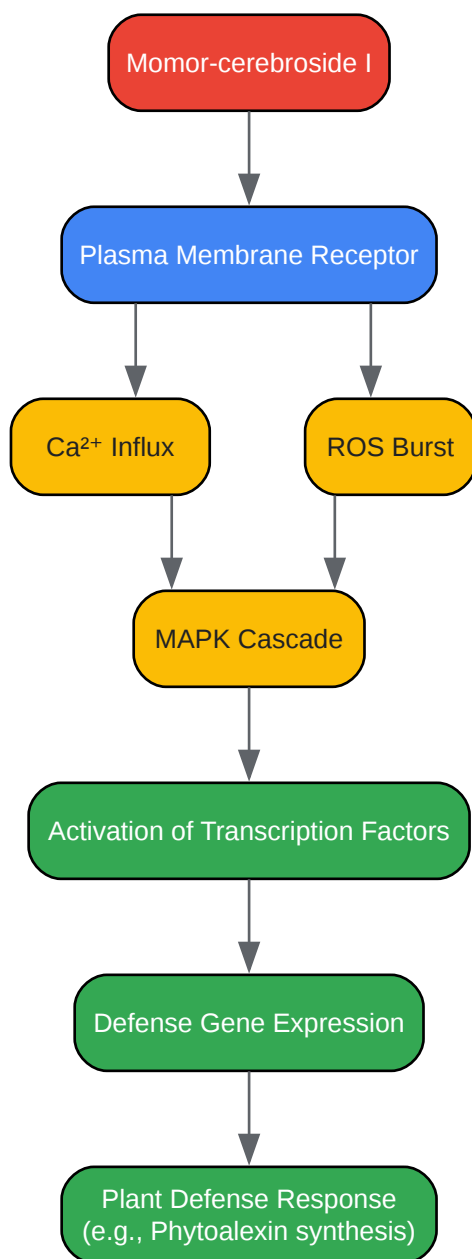 Momor-cerebroside I
Plasma Membrane Receptor
Ca²⁺ Influx
ROS Burst
MAPK Cascade
Activation of Transcription Factors
Defense Gene Expression
Plant Defense Response
(e.g., Phytoalexin synthesis)